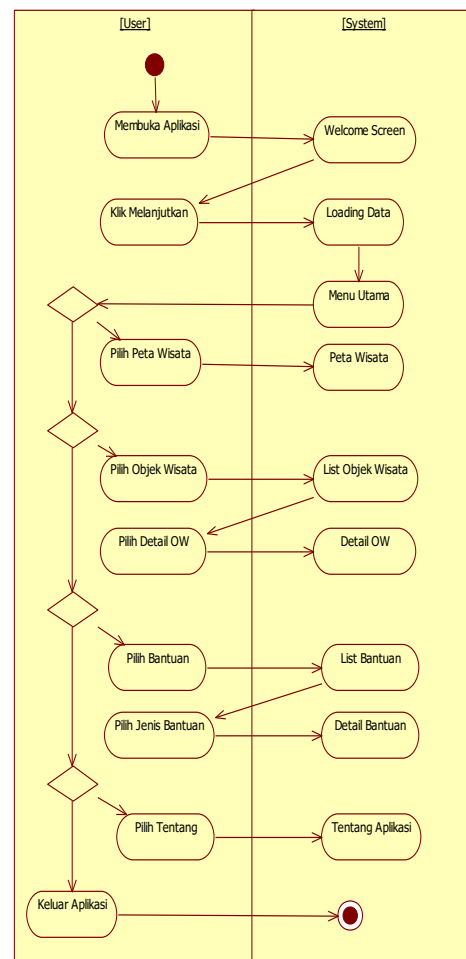 [User]
[System]
Membuka Aplikasi
Welcome Screen
Klik Melanjutkan
Loading Data
Menu Utama
Pilih Peta Wisata
Peta Wisata
Pilih Objek Wisata
List Objek Wisata
Pilih Detail OW
Detail OW
Pilih Bantuan
List Bantuan
Pilih Jenis Bantuan
Detail Bantuan
Pilih Tentang
Tentang Aplikasi
Keluar Aplikasi